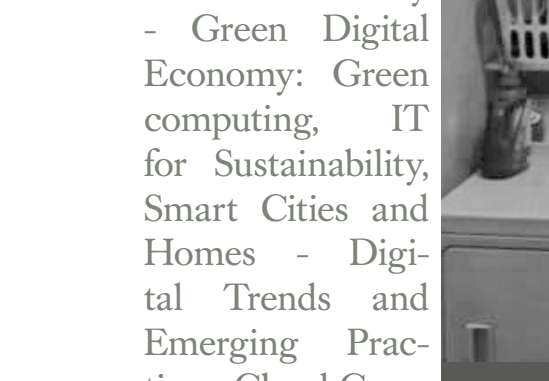 - Green Digital
Economy: Green
computing, IT
for Sustainability,
Smart Cities and
Homes - Digi-
tal Trends and
Emerging Prac-